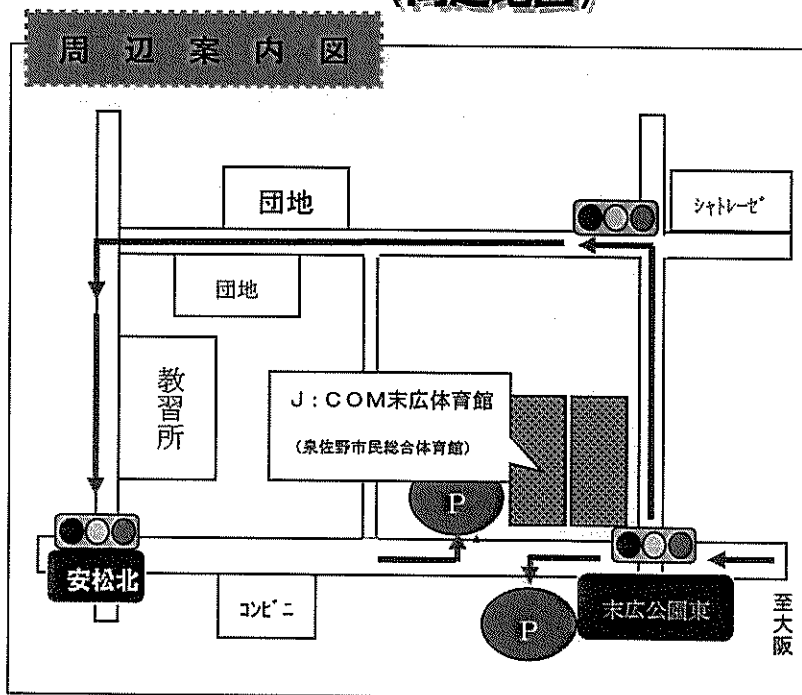 周辺案内図
団地
シャトレーゼ
団地
教習所
J：COM末広体育館
(泉佐野市民総合体育館)
P
安松北
コンビニ
P
末広公園東
至大阪